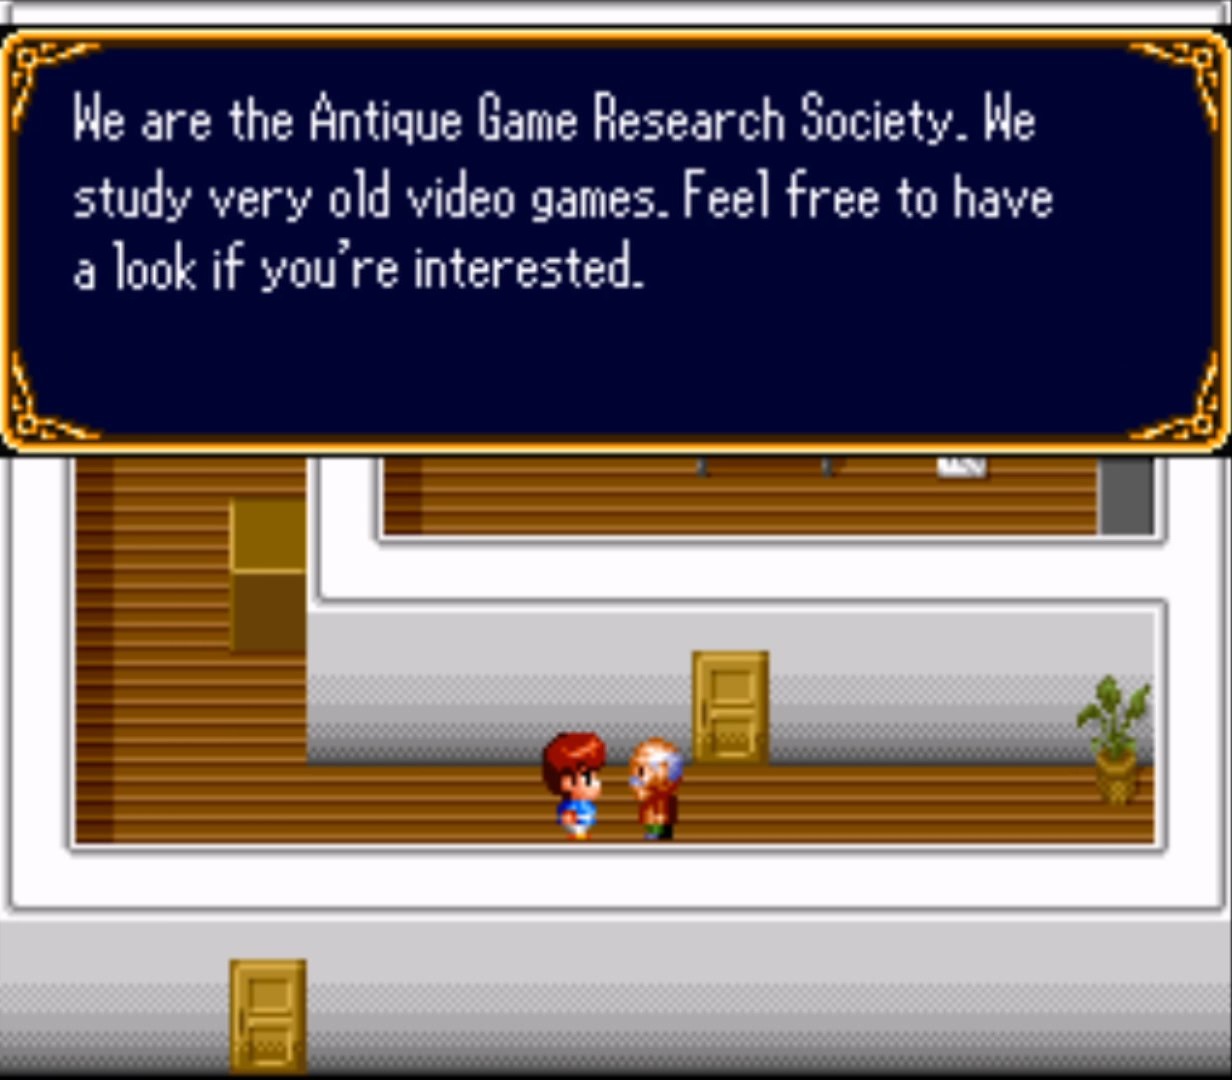 We are the Antique Game Research Society. We
study very old video games. Feel free to have
a look if you're interested.